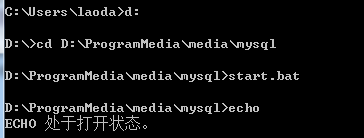 C:\Users\laoda>d:
D:\>cd D:\ProgramMedia\media\mysql
D:\ProgramMedia\media\mysql>start.bat
D:\ProgramMedia\media\mysql>echo
ECHO 处于打开状态。